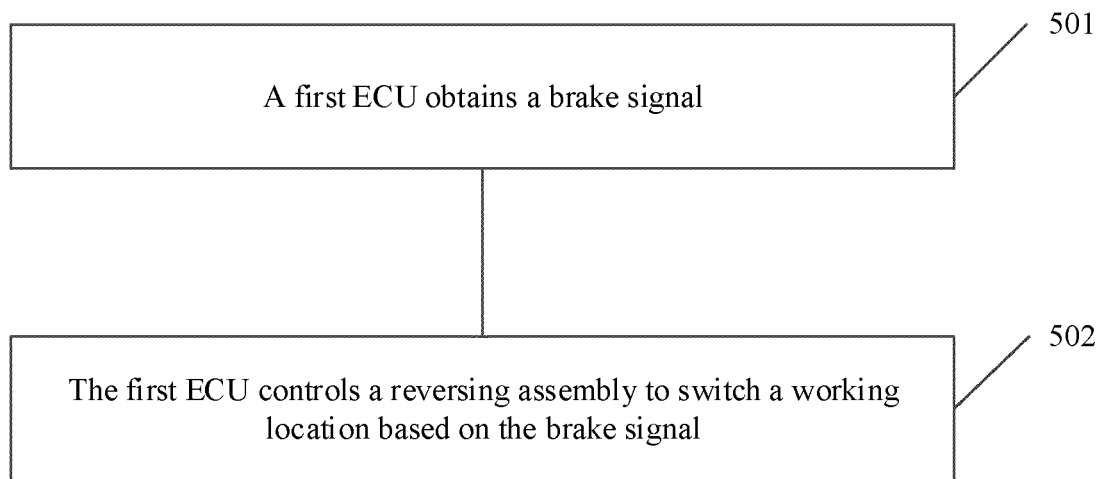 501
A first ECU obtains a brake signal
502
The first ECU controls a reversing assembly to switch a working
location based on the brake signal